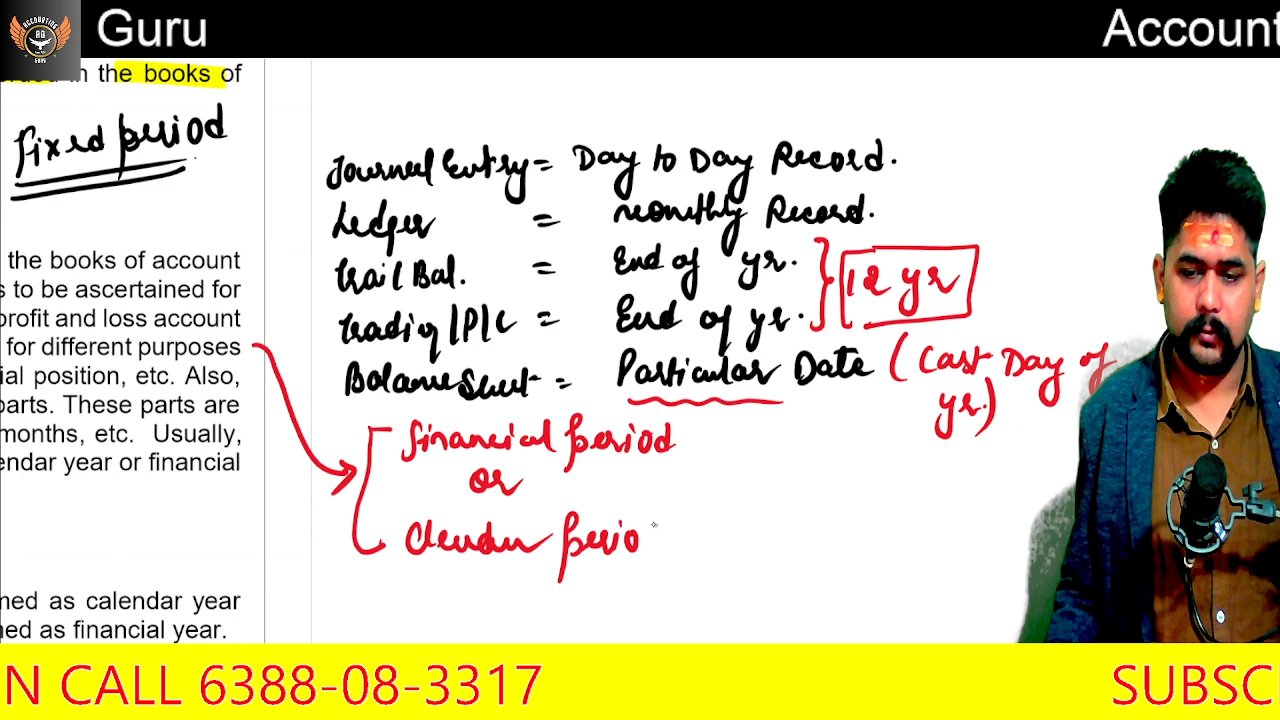 Guru
Account
in the books of
fixed period
Journel Entry = Day to Day Record.
Ledger = monthly Record.
trail Bal. = End of yr.
trading/P/L = End of yr.
12 yr
Balance Sheet = Particular Date (Last Day of yr.)
financial period
or
period
the books of account
s to be ascertained for
profit and loss account
for different purposes
ial position, etc. Also,
parts. These parts are
months, etc. Usually,
endar year or financial
med as calendar year
ned as financial year.
N CALL 6388-08-3317
SUBSC